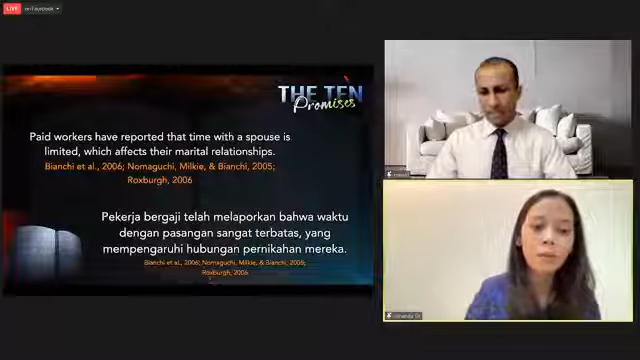 LIVE on Facebook
THE TEN
Promises
Paid workers have reported that time with a spouse is
limited, which affects their marital relationships.
Bianchi et al., 2006; Nomaguchi, Milkie, & Bianchi, 2005;
Roxburgh, 2006
Pekerja bergaji telah melaporkan bahwa waktu
dengan pasangan sangat terbatas, yang
mempengaruhi hubungan pernikahan mereka.
Bianchi et al., 2006; Nomaguchi, Milkie, & Bianchi, 2005;
Roxburgh, 2006